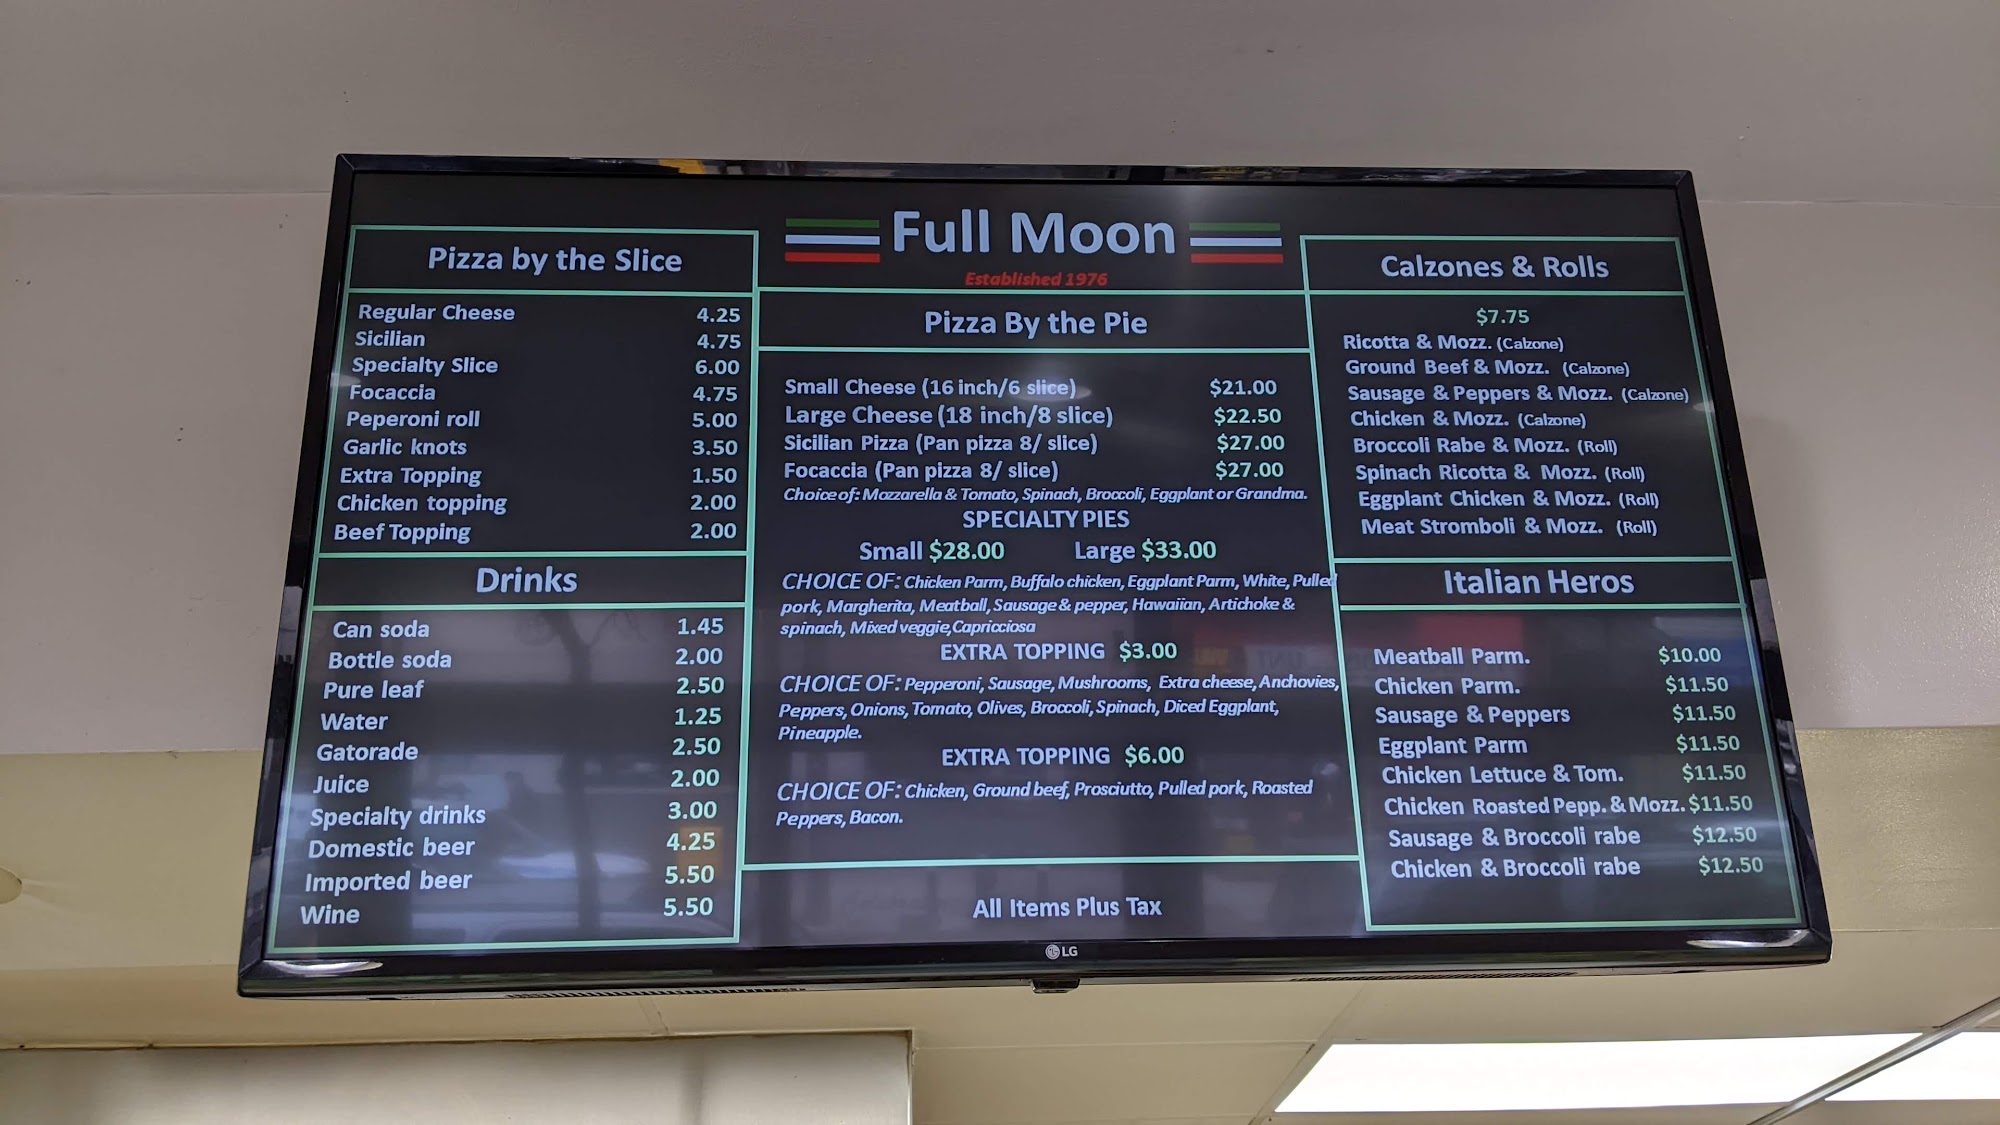 Full Moon
Established 1976
Pizza by the Slice
Regular Cheese 4.25
Sicilian 4.75
Specialty Slice 6.00
Focaccia 4.75
Peperoni roll 5.00
Garlic knots 3.50
Extra Topping 1.50
Chicken topping 2.00
Beef Topping 2.00
Drinks
Can soda 1.45
Bottle soda 2.00
Pure leaf 2.50
Water 1.25
Gatorade 2.50
Juice 2.00
Specialty drinks 3.00
Domestic beer 4.25
Imported beer 5.50
Wine 5.50
Pizza By the Pie
Small Cheese (16 inch/6 slice) $21.00
Large Cheese (18 inch/8 slice) $22.50
Sicilian Pizza (Pan pizza 8/ slice) $27.00
Focaccia (Pan pizza 8/ slice) $27.00
Choice of: Mozzarella & Tomato, Spinach, Broccoli, Eggplant or Grandma.
SPECIALTY PIES
Small $28.00 Large $33.00
CHOICE OF: Chicken Parm, Buffalo chicken, Eggplant Parm, White, Pulled
pork, Margherita, Meatball, Sausage & pepper, Hawaiian, Artichoke &
spinach, Mixed veggie,Capricciosa
EXTRA TOPPING $3.00
CHOICE OF: Pepperoni, Sausage, Mushrooms, Extra cheese, Anchovies,
Peppers, Onions, Tomato, Olives, Broccoli, Spinach, Diced Eggplant,
Pineapple.
EXTRA TOPPING $6.00
CHOICE OF: Chicken, Ground beef, Prosciutto, Pulled pork, Roasted
Peppers, Bacon.
All Items Plus Tax
Calzones & Rolls
$7.75
Ricotta & Mozz. (Calzone)
Ground Beef & Mozz. (Calzone)
Sausage & Peppers & Mozz. (Calzone)
Chicken & Mozz. (Calzone)
Broccoli Rabe & Mozz. (Roll)
Spinach Ricotta & Mozz. (Roll)
Eggplant Chicken & Mozz. (Roll)
Meat Stromboli & Mozz. (Roll)
Italian Heros
Meatball Parm. $10.00
Chicken Parm. $11.50
Sausage & Peppers $11.50
Eggplant Parm $11.50
Chicken Lettuce & Tom. $11.50
Chicken Roasted Pepp. & Mozz. $11.50
Sausage & Broccoli rabe $12.50
Chicken & Broccoli rabe $12.50
LG